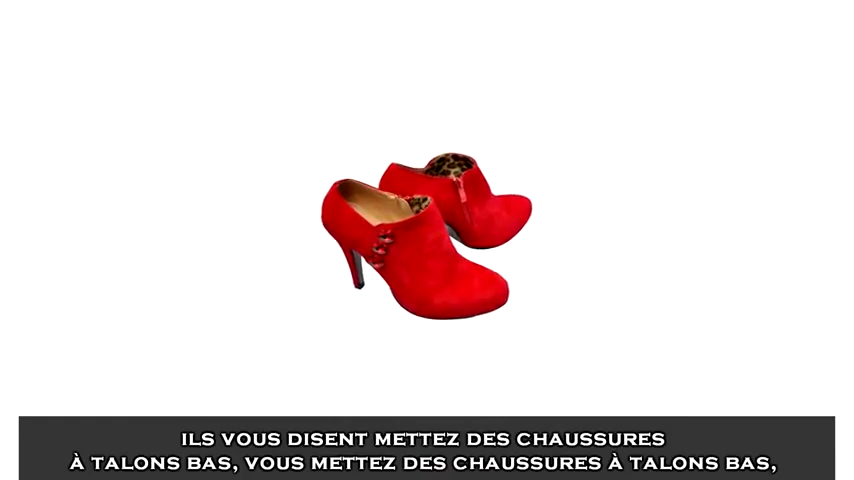 ILS VOUS DISENT METTEZ DES CHAUSSURES
À TALONS BAS, VOUS METTEZ DES CHAUSSURES À TALONS BAS,